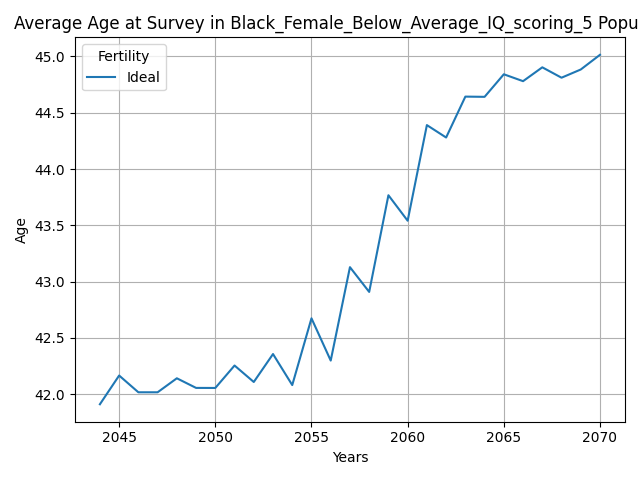 Average Age at Survey in Black_Female_Below_Average_IQ_scoring_5 Popu
Fertility
Ideal
45.0
44.5
44.0
43.5
43.0
42.5
42.0
Age
2045 2050 2055 2060 2065 2070
Years